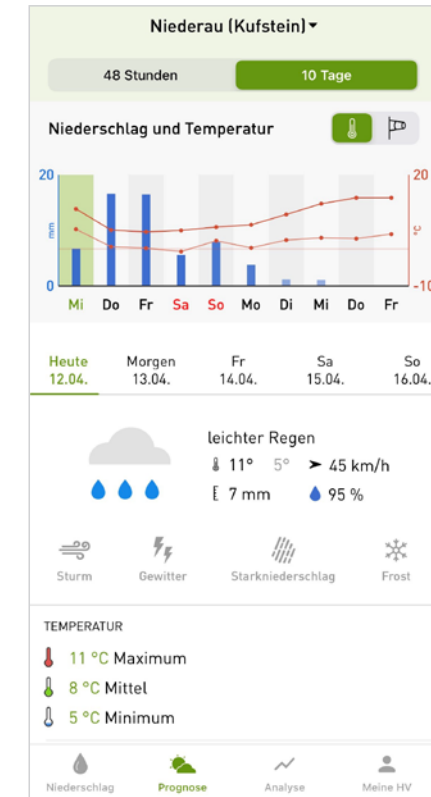 Niederau (Kufstein)
48 Stunden 10 Tage
Niederschlag und Temperatur
20 20
mm °C
0 -10
Mi Do Fr Sa So Mo Di Mi Do Fr
Heute Morgen Fr Sa So
12.04. 13.04. 14.04. 15.04. 16.04.
leichter Regen
11° 5° 45 km/h
7 mm 95 %
Sturm Gewitter Starkniederschlag Frost
TEMPERATUR
11 °C Maximum
8 °C Mittel
5 °C Minimum
Niederschlag Prognose Analyse Meine HV